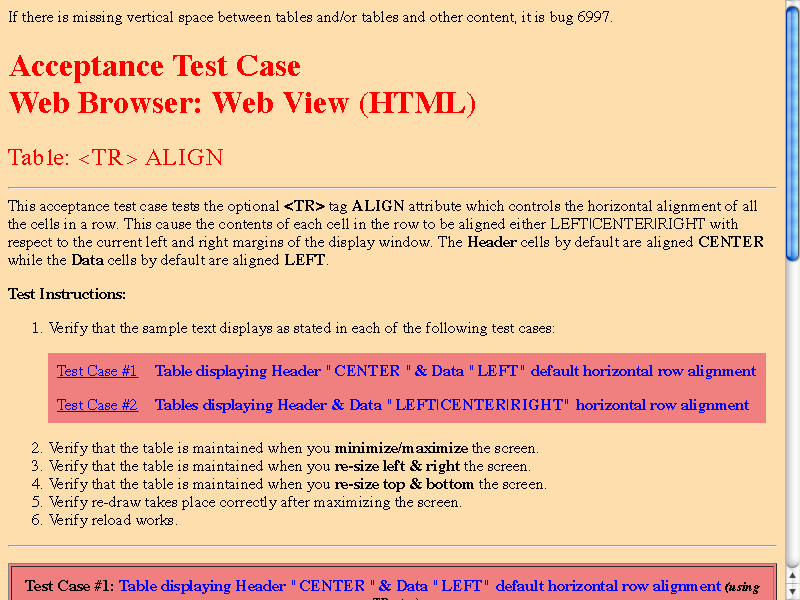 If there is missing vertical space between tables and/or tables and other content, it is bug 6997.
Acceptance Test Case
Web Browser: Web View (HTML)
Table: <TR> ALIGN
This acceptance test case tests the optional <TR> tag ALIGN attribute which controls the horizontal alignment of all
the cells in a row. This cause the contents of each cell in the row to be aligned either LEFT|CENTER|RIGHT with
respect to the current left and right margins of the display window. The Header cells by default are aligned CENTER
while the Data cells by default are aligned LEFT.
Test Instructions:
1. Verify that the sample text displays as stated in each of the following test cases:
Test Case #1 Table displaying Header "CENTER " & Data "LEFT" default horizontal row alignment
Test Case #2 Tables displaying Header & Data "LEFT|CENTER|RIGHT" horizontal row alignment
2. Verify that the table is maintained when you minimize/maximize the screen.
3. Verify that the table is maintained when you re-size left & right the screen.
4. Verify that the table is maintained when you re-size top & bottom the screen.
5. Verify re-draw takes place correctly after maximizing the screen.
6. Verify reload works.
Test Case #1: Table displaying Header "CENTER " & Data "LEFT" default horizontal row alignment (using